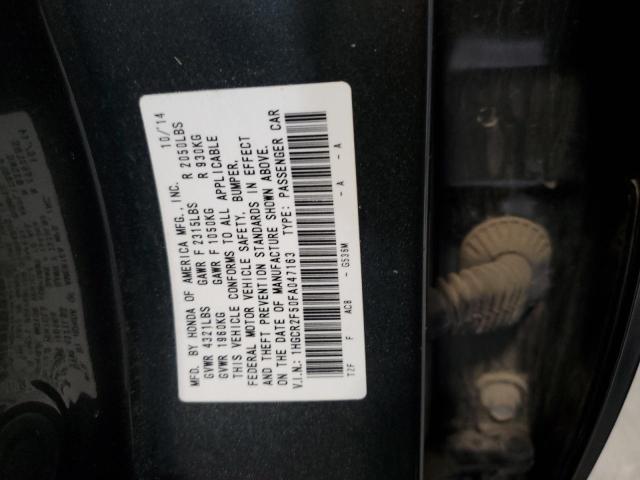 MFD. BY HONDA OF AMERICA MFG., INC. 10/14
GVWR 4321LBS GAWR F 2315LBS R 2050LBS
GVWR 1960KG GAWR F 1050KG R 930KG
THIS VEHICLE CONFORMS TO ALL APPLICABLE
FEDERAL MOTOR VEHICLE SAFETY, BUMPER,
AND THEFT PREVENTION STANDARDS IN EFFECT
ON THE DATE OF MANUFACTURE SHOWN ABOVE.
V.I.N.: 1HGCR2F50FA047163 TYPE: PASSENGER CAR
T2F F ACB - G536M - A - A